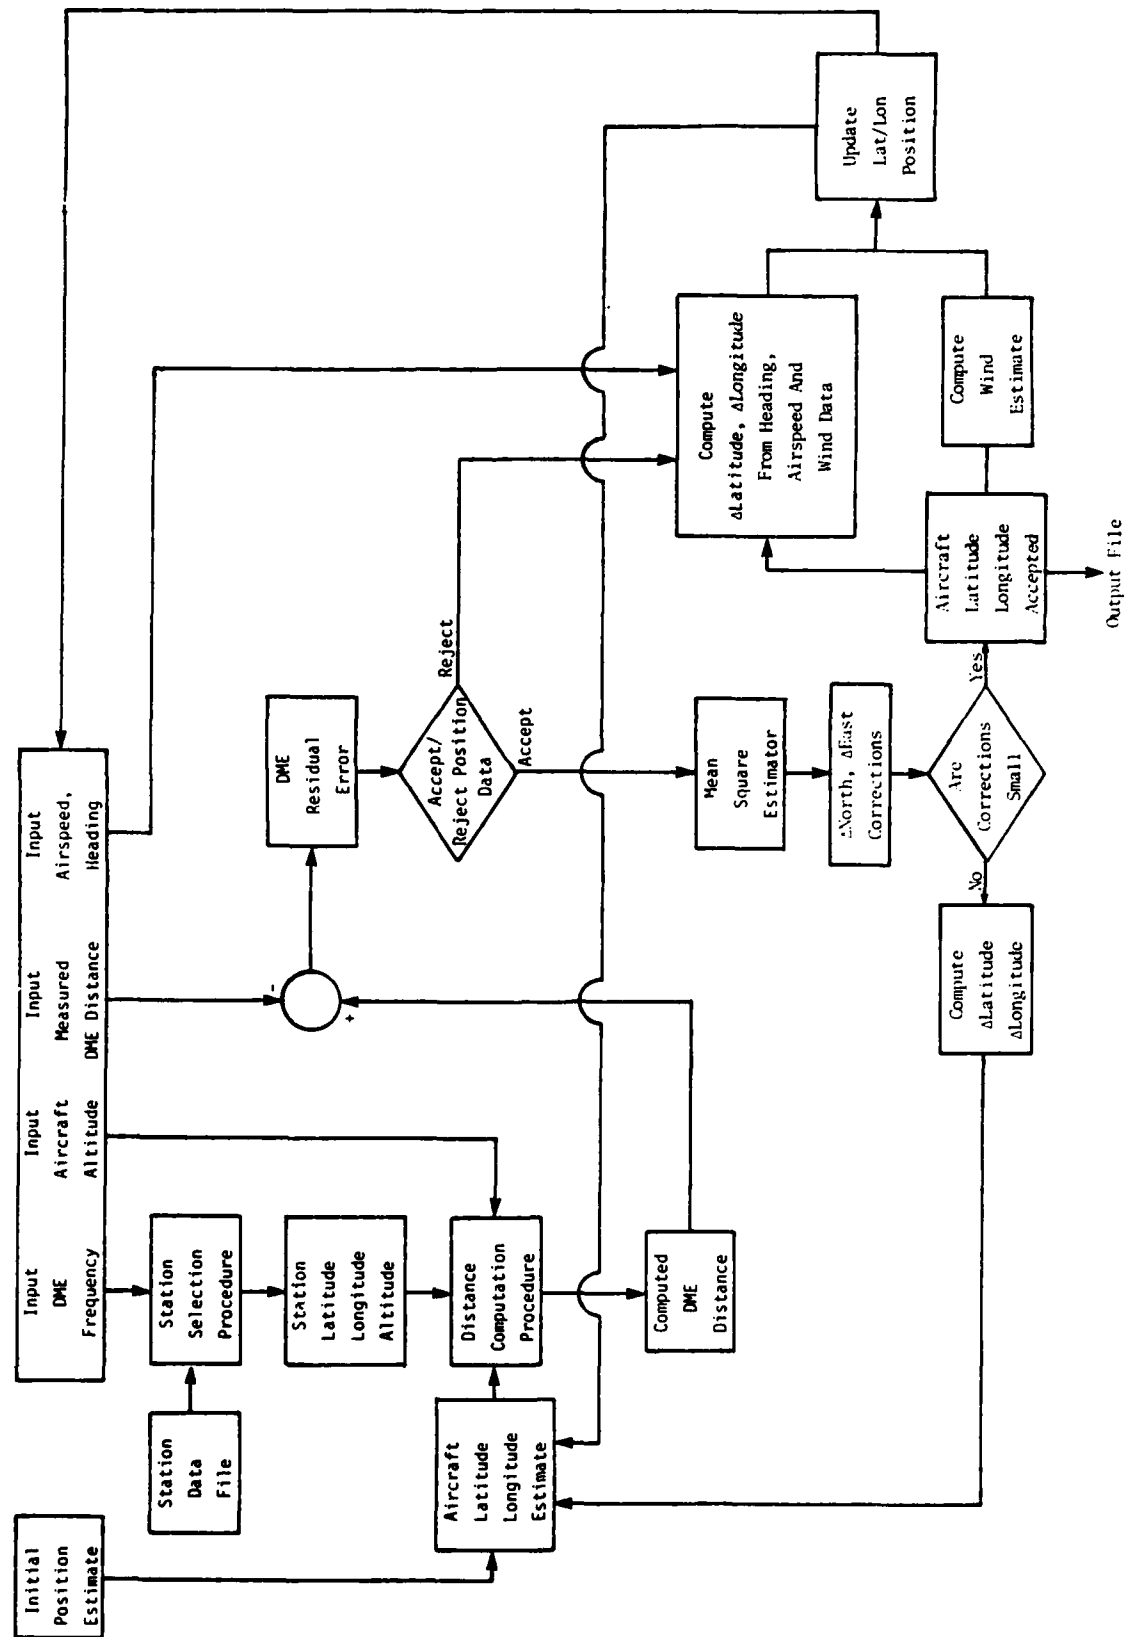 Initial
Position
Estimate
Input
DME
Frequency
Input
Aircraft
Altitude
Input
Measured
DME Distance
Input
Airspeed,
Heading
Station
Data
File
Station
Selection
Procedure
Station
Latitude
Longitude
Altitude
Aircraft
Latitude
Longitude
Estimate
Distance
Computation
Procedure
Computed
DME
Distance
-
+
DME
Residual
Error
Accept/
Reject Position
Data
Reject
Accept
Mean
Square
Estimator
ΔNorth, ΔEast
Corrections
Are
Corrections
Small
No
Yes
Compute
ΔLatitude
ΔLongitude
Aircraft
Latitude
Longitude
Accepted
Output File
Compute
Wind
Estimate
Compute
ΔLatitude, ΔLongitude
From Heading,
Airspeed And
Wind Data
Update
Lat/Lon
Position